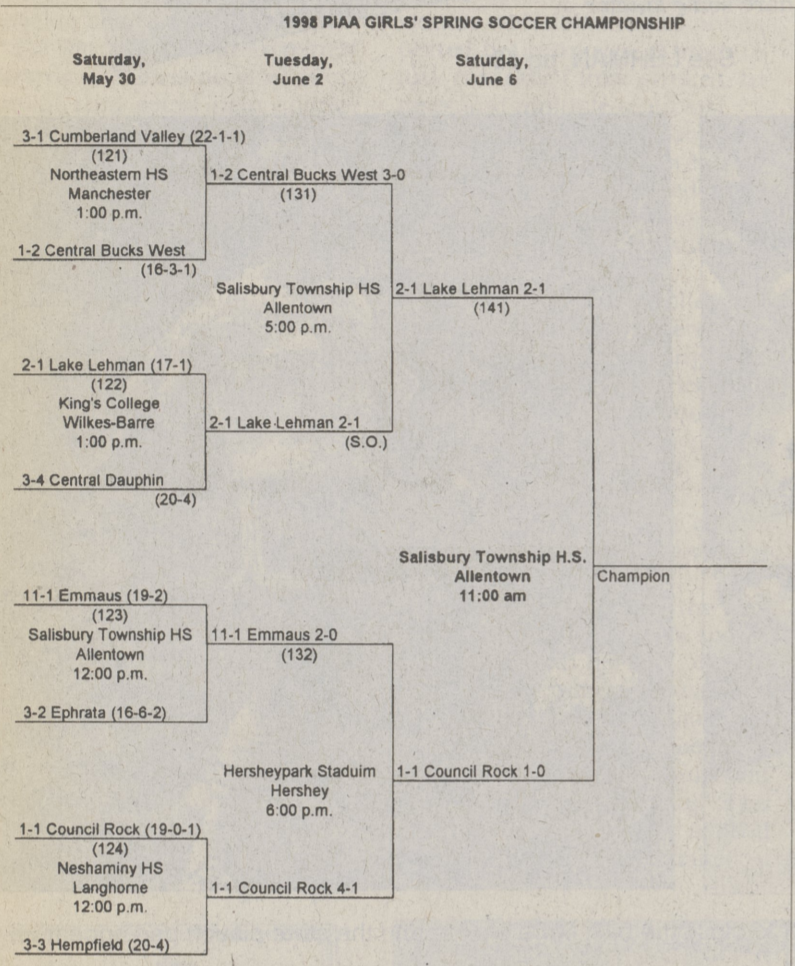 1998 PIAA GIRLS' SPRING SOCCER CHAMPIONSHIP
Saturday,
May 30
Tuesday,
June 2
Saturday,
June 6
3-1 Cumberland Valley (22-1-1)
(121)
Northeastern HS
Manchester
1:00 p.m.
1-2 Central Bucks West
(16-3-1)
1-2 Central Bucks West 3-0
(131)
Salisbury Township HS
Allentown
5:00 p.m.
2-1 Lake Lehman (17-1)
(122)
King's College
Wilkes-Barre
1:00 p.m.
3-4 Central Dauphin
(20-4)
2-1 Lake Lehman 2-1
(S.O.)
2-1 Lake Lehman 2-1
(141)
Salisbury Township H.S.
Allentown
11:00 am
Champion
11-1 Emmaus (19-2)
(123)
Salisbury Township HS
Allentown
12:00 p.m.
3-2 Ephrata (16-6-2)
11-1 Emmaus 2-0
(132)
Hersheypark Staduim
Hershey
6:00 p.m.
1-1 Council Rock 1-0
1-1 Council Rock (19-0-1)
(124)
Neshaminy HS
Langhorne
12:00 p.m.
3-3 Hempfield (20-4)
1-1 Council Rock 4-1